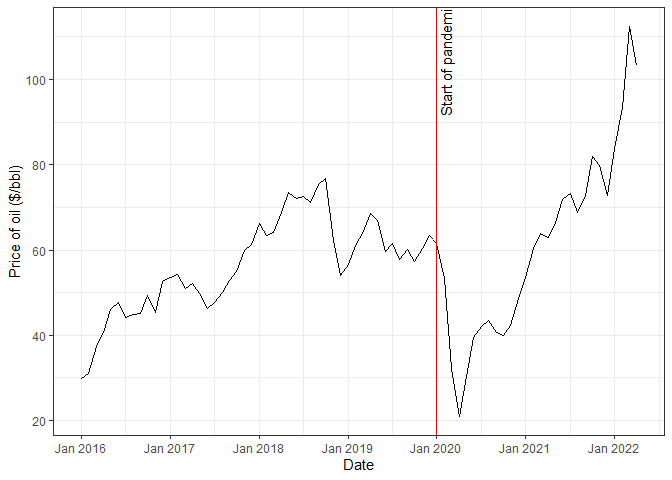 Price of oil ($/bbl)
100
80
60
40
20
Start of pandemi
Jan 2016
Jan 2017
Jan 2018
Jan 2019
Jan 2020
Jan 2021
Jan 2022
Date